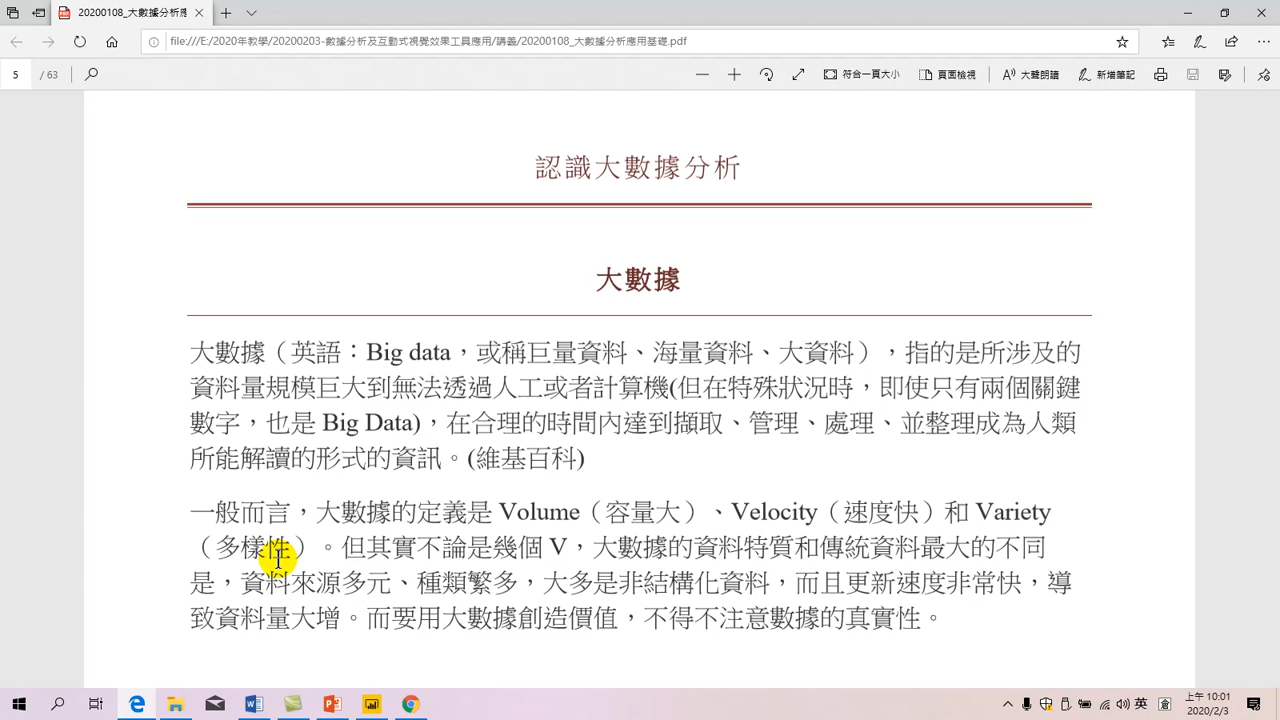 20200108_大數據分析應
file:///E:/2020年教學/20200203-數據分析及互動式視覺效果工具應用/講義/20200108_大數據分析應用基礎.pdf
5 / 63 符合一頁大小 頁面檢視 大聲朗讀 新增筆記
認識大數據分析
大數據
大數據（英語：Big data，或稱巨量資料、海量資料、大資料），指的是所涉及的
資料量規模巨大到無法透過人工或者計算機(但在特殊狀況時，即使只有兩個關鍵
數字，也是 Big Data)，在合理的時間內達到擷取、管理、處理、並整理成為人類
所能解讀的形式的資訊。(維基百科)
一般而言，大數據的定義是 Volume（容量大）、Velocity（速度快）和 Variety
（多樣性）。但其實不論是幾個 V，大數據的資料特質和傳統資料最大的不同
是，資料來源多元、種類繁多，大多是非結構化資料，而且更新速度非常快，導
致資料量大增。而要用大數據創造價值，不得不注意數據的真實性。
英 上午 10:01
2020/2/3